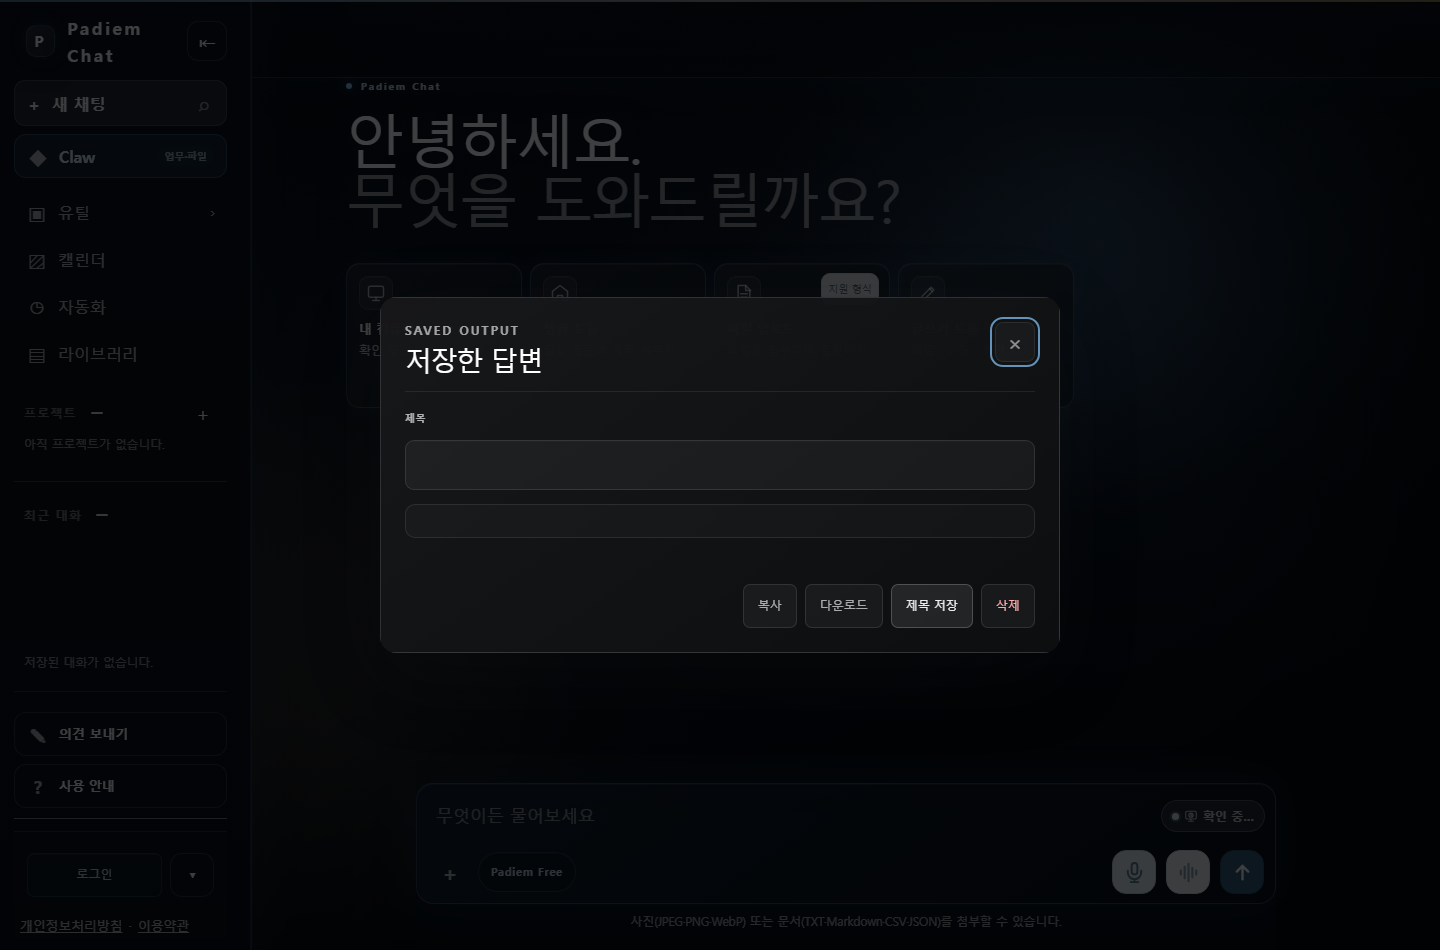 P
Padiem
Chat
+ 새 채팅
Claw 업무·파일
유틸
캘린더
자동화
라이브러리
프로젝트 +
아직 프로젝트가 없습니다.
최근 대화
저장된 대화가 없습니다.
의견 보내기
? 사용 안내
로그인
개인정보처리방침 · 이용약관
Padiem Chat
안녕하세요.
무엇을 도와드릴까요?
지원 형식
내
확인
SAVED OUTPUT
저장한 답변
×
제목
복사
다운로드
제목 저장
삭제
무엇이든 물어보세요
확인 중...
+
Padiem Free
사진(JPEG·PNG·WebP) 또는 문서(TXT·Markdown·CSV·JSON)를 첨부할 수 있습니다.